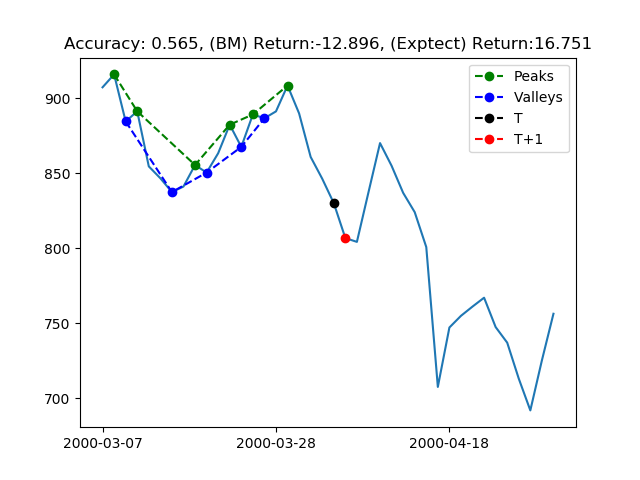 Accuracy: 0.565, (BM) Return:-12.896, (Exptect) Return:16.751
Peaks
Valleys
T
T+1
900
850
800
750
700
2000-03-07
2000-03-28
2000-04-18